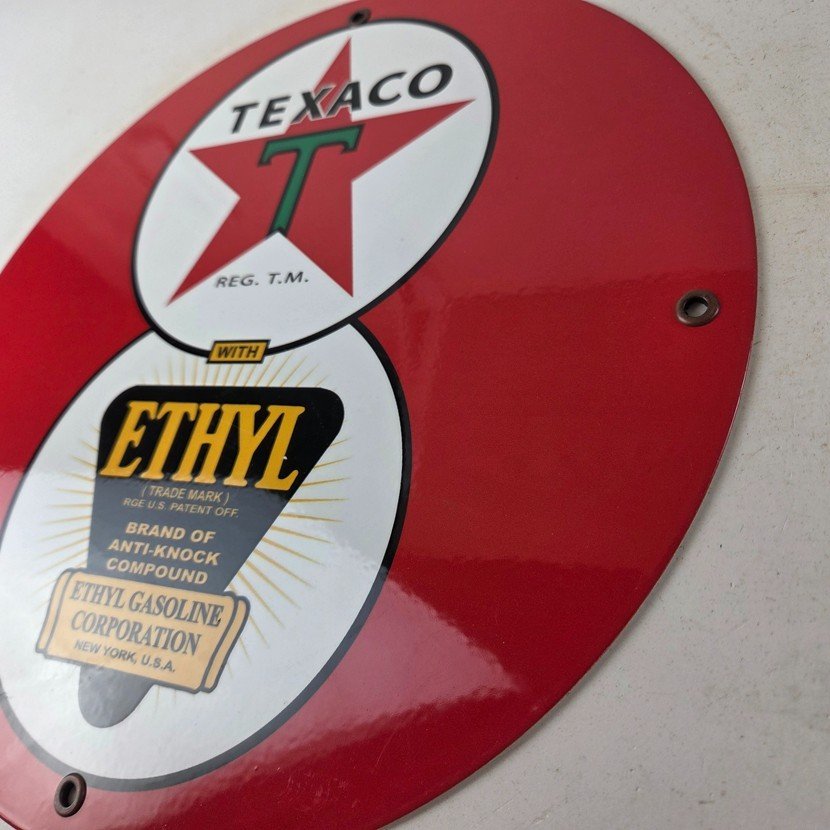 TEXACO
T
REG. T.M.
WITH
ETHYL
( TRADE MARK )
RGE U.S. PATENT OFF.
BRAND OF
ANTI-KNOCK
COMPOUND
ETHYL GASOLINE
CORPORATION
NEW YORK, U.S.A.